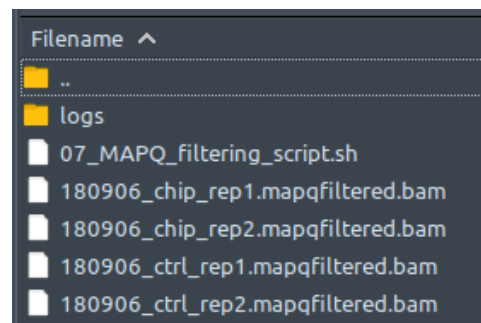 Filename
..
logs
07_MAPQ_filtering_script.sh
180906_chip_rep1.mapqfiltered.bam
180906_chip_rep2.mapqfiltered.bam
180906_ctrl_rep1.mapqfiltered.bam
180906_ctrl_rep2.mapqfiltered.bam